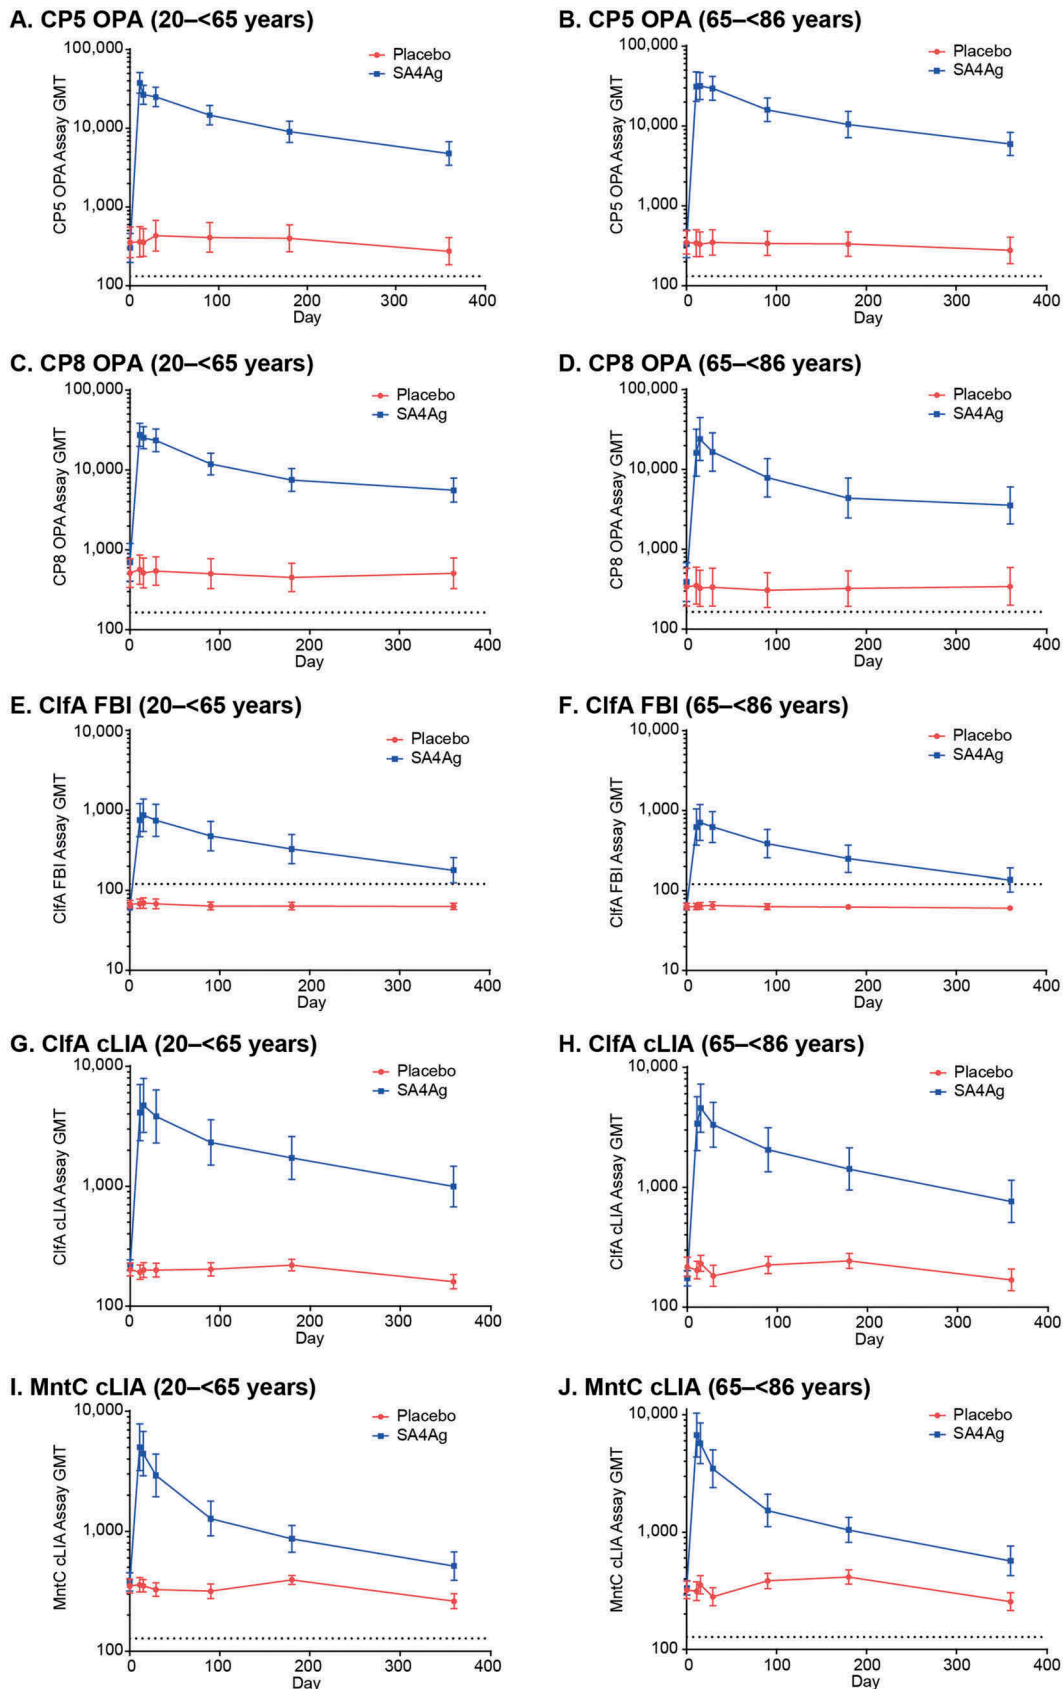 A. CP5 OPA (20–<65 years)
CP5 OPA Assay GMT
100,000
10,000
1,000
100
0
100
200
300
400
Day
Placebo
SA4Ag
B. CP5 OPA (65–<86 years)
CP5 OPA Assay GMT
100,000
10,000
1,000
100
0
100
200
300
400
Day
Placebo
SA4Ag
C. CP8 OPA (20–<65 years)
CP8 OPA Assay GMT
100,000
10,000
1,000
100
0
100
200
300
400
Day
Placebo
SA4Ag
D. CP8 OPA (65–<86 years)
CP8 OPA Assay GMT
100,000
10,000
1,000
100
0
100
200
300
400
Day
Placebo
SA4Ag
E. ClfA FBI (20–<65 years)
ClfA FBI Assay GMT
10,000
1,000
100
10
0
100
200
300
400
Day
Placebo
SA4Ag
F. ClfA FBI (65–<86 years)
ClfA FBI Assay GMT
10,000
1,000
100
10
0
100
200
300
400
Day
Placebo
SA4Ag
G. ClfA cLIA (20–<65 years)
ClfA cLIA Assay GMT
10,000
1,000
100
0
100
200
300
400
Day
Placebo
SA4Ag
H. ClfA cLIA (65–<86 years)
ClfA cLIA Assay GMT
10,000
1,000
100
0
100
200
300
400
Day
Placebo
SA4Ag
I. MntC cLIA (20–<65 years)
MntC cLIA Assay GMT
10,000
1,000
100
0
100
200
300
400
Day
Placebo
SA4Ag
J. MntC cLIA (65–<86 years)
MntC cLIA Assay GMT
10,000
1,000
100
0
100
200
300
400
Day
Placebo
SA4Ag